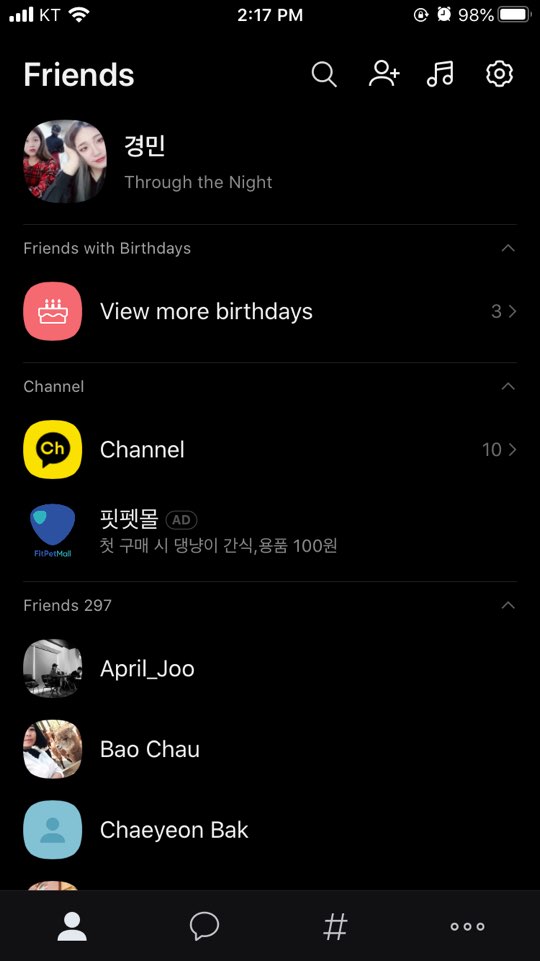 KT 2:17 PM 98%
Friends
경민
Through the Night
Friends with Birthdays
View more birthdays 3
Channel
Ch Channel 10
핏펫몰 AD
첫 구매 시 댕냥이 간식,용품 100원
FitPetMall
Friends 297
April_Joo
Bao Chau
Chaeyeon Bak
#